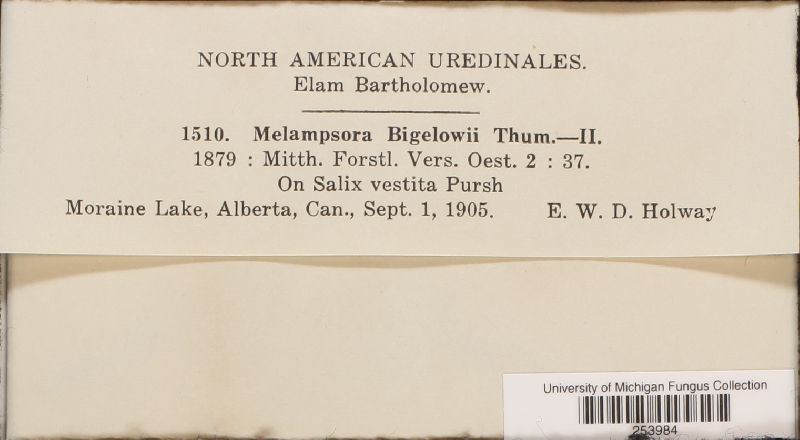 NORTH AMERICAN UREDINALES.
Elam Bartholomew.
1510. Melampsora Bigelowii Thum.—II.
1879 : Mitth. Forstl. Vers. Oest. 2 : 37.
On Salix vestita Pursh
Moraine Lake, Alberta, Can., Sept. 1, 1905. E. W. D. Holway
University of Michigan Fungus Collection
253984